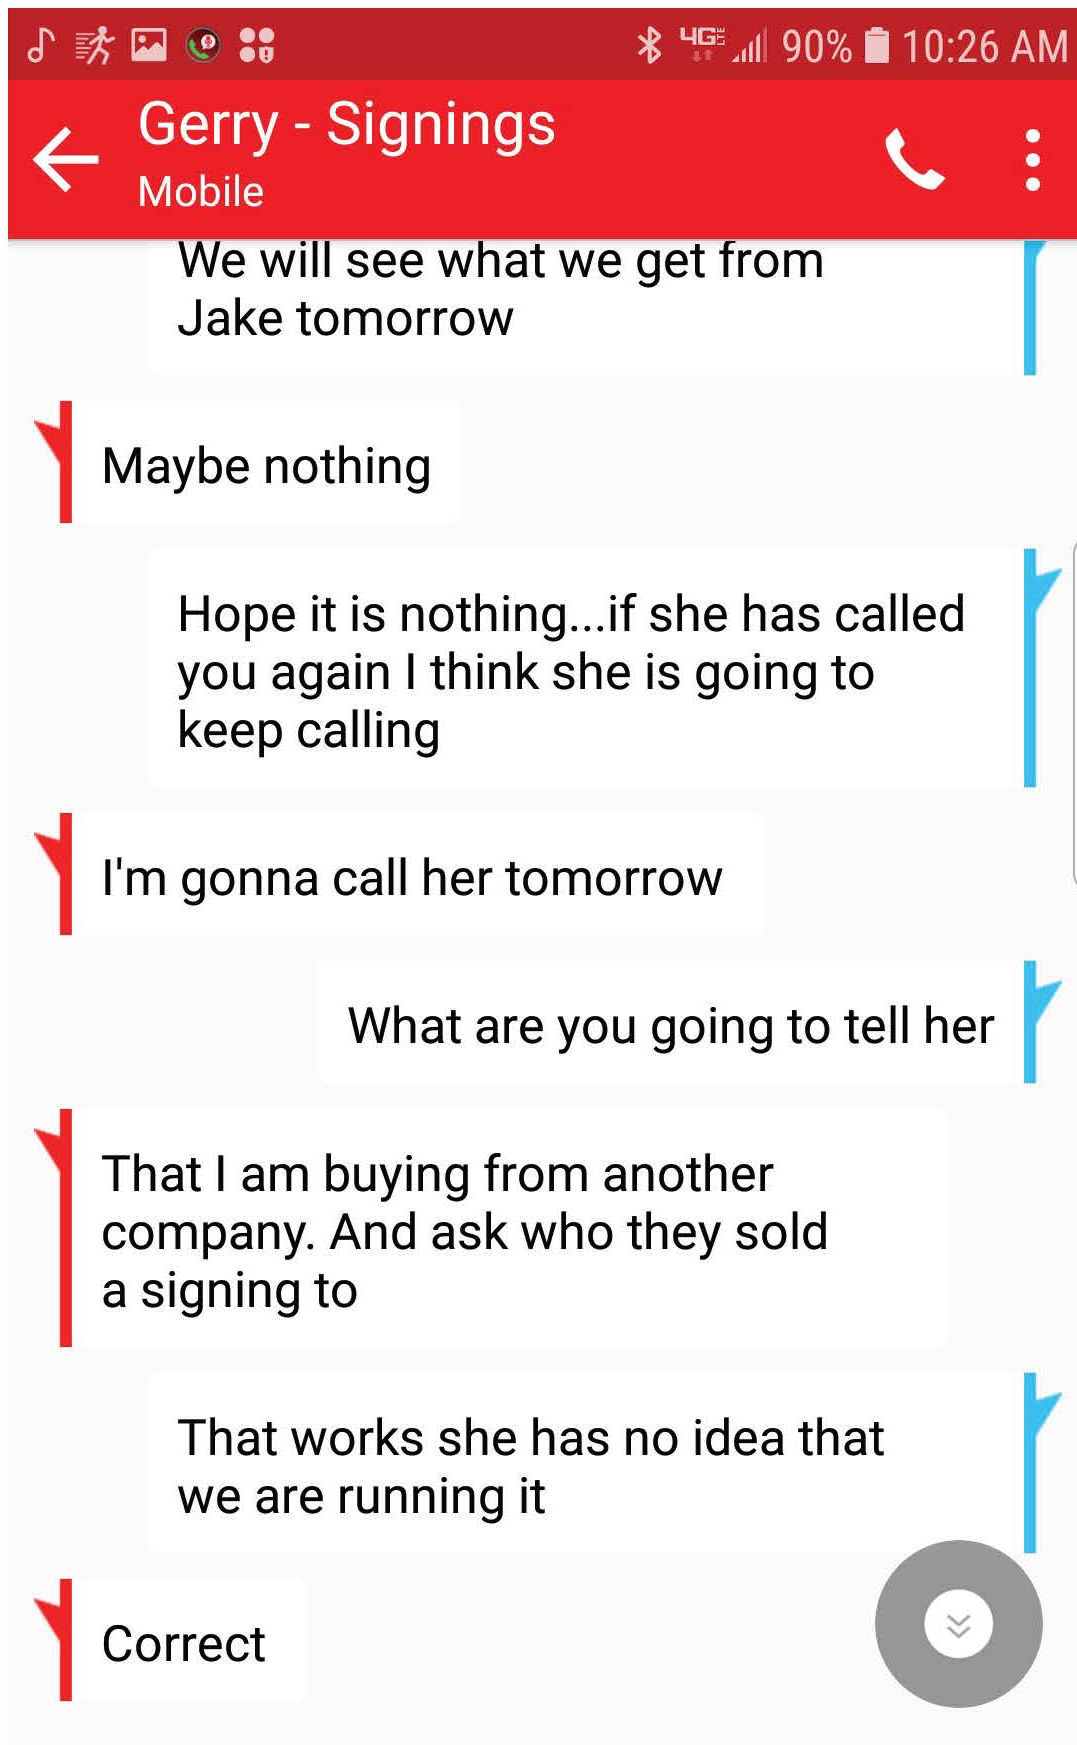 4G LTE 90% 10:26 AM
Gerry - Signings
Mobile
We will see what we get from
Jake tomorrow
Maybe nothing
Hope it is nothing...if she has called
you again I think she is going to
keep calling
I'm gonna call her tomorrow
What are you going to tell her
That I am buying from another
company. And ask who they sold
a signing to
That works she has no idea that
we are running it
Correct